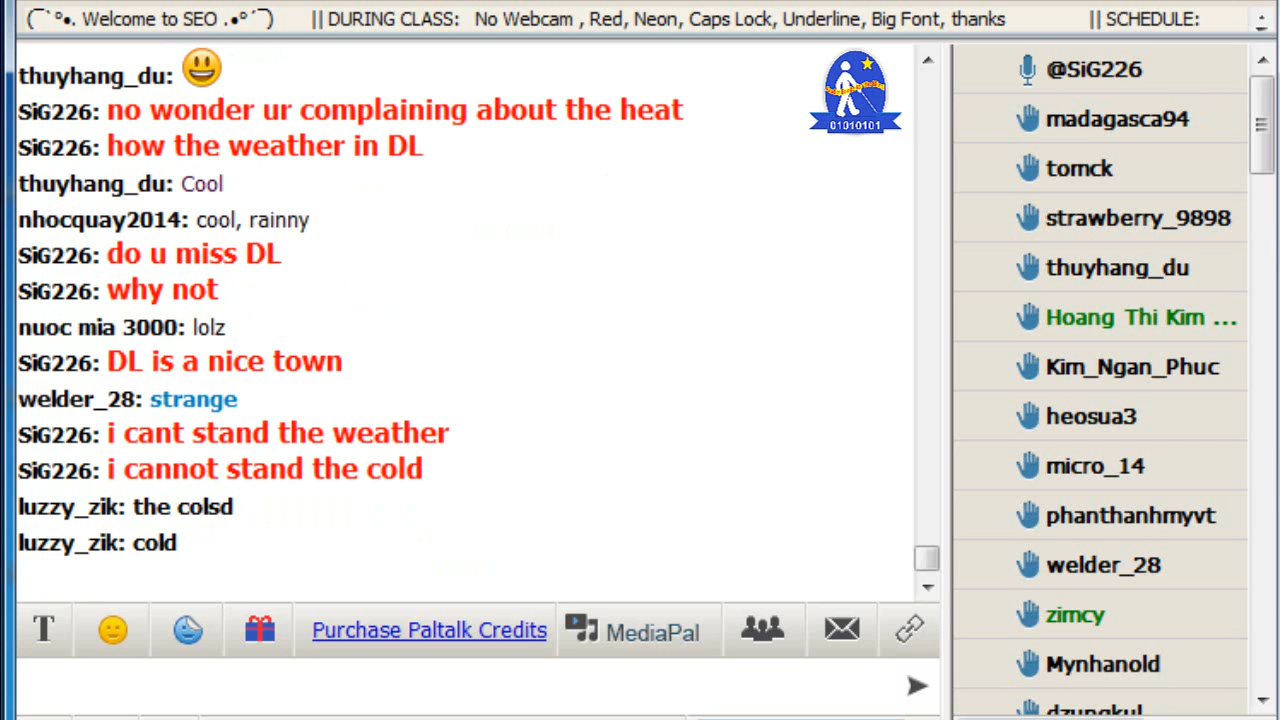 (¯`°•. Welcome to SEO .•°´¯) || DURING CLASS: No Webcam , Red, Neon, Caps Lock, Underline, Big Font, thanks || SCHEDULE:
thuyhang_du:
SiG226: no wonder ur complaining about the heat
SiG226: how the weather in DL
thuyhang_du: Cool
nhocquay2014: cool, rainny
SiG226: do u miss DL
SiG226: why not
nuoc mia 3000: lolz
SiG226: DL is a nice town
welder_28: strange
SiG226: i cant stand the weather
SiG226: i cannot stand the cold
luzzy_zik: the colsd
luzzy_zik: cold
01010101
T
Purchase Paltalk Credits
MediaPal
@SiG226
madagasca94
tomck
strawberry_9898
thuyhang_du
Hoang Thi Kim ...
Kim_Ngan_Phuc
heosua3
micro_14
phanthanhmyvt
welder_28
zimcy
Mynhanold
dzungkul